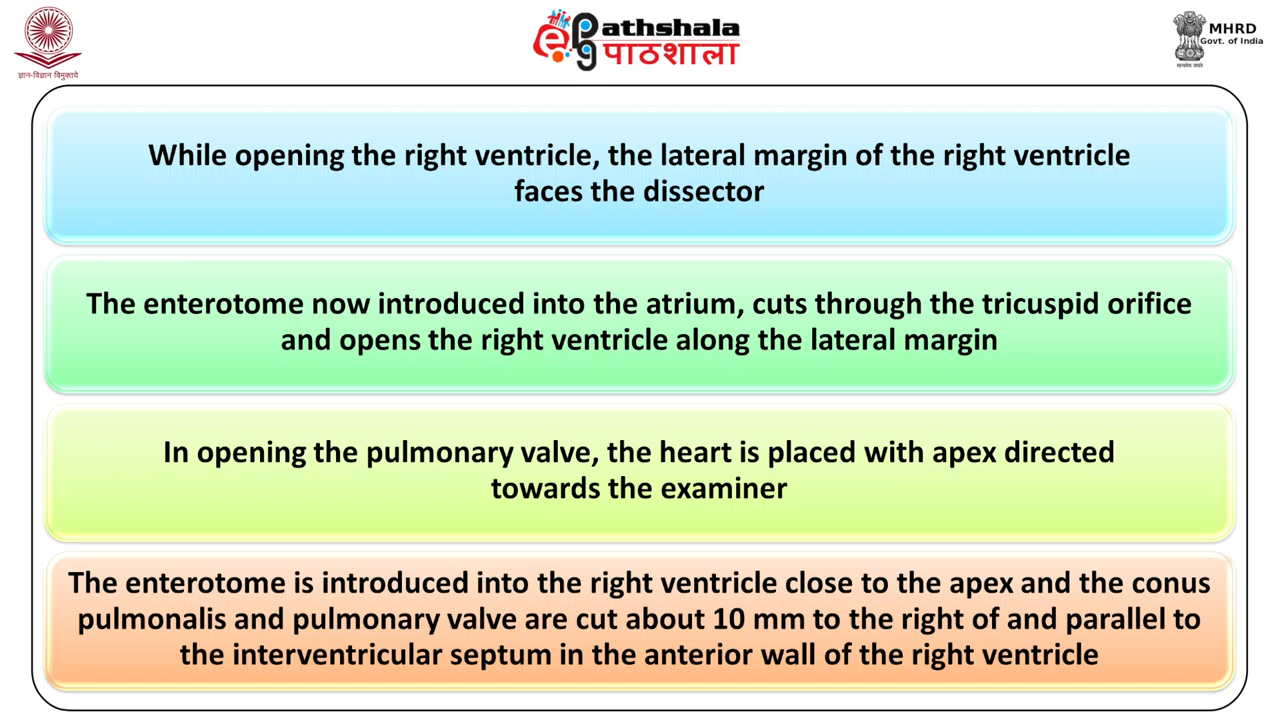 ज्ञान-विज्ञान विमुक्तये
epg
athshala
पाठशाला
MHRD
Govt. of India
सत्यमेव जयते
While opening the right ventricle, the lateral margin of the right ventricle
faces the dissector
The enterotome now introduced into the atrium, cuts through the tricuspid orifice
and opens the right ventricle along the lateral margin
In opening the pulmonary valve, the heart is placed with apex directed
towards the examiner
The enterotome is introduced into the right ventricle close to the apex and the conus
pulmonalis and pulmonary valve are cut about 10 mm to the right of and parallel to
the interventricular septum in the anterior wall of the right ventricle